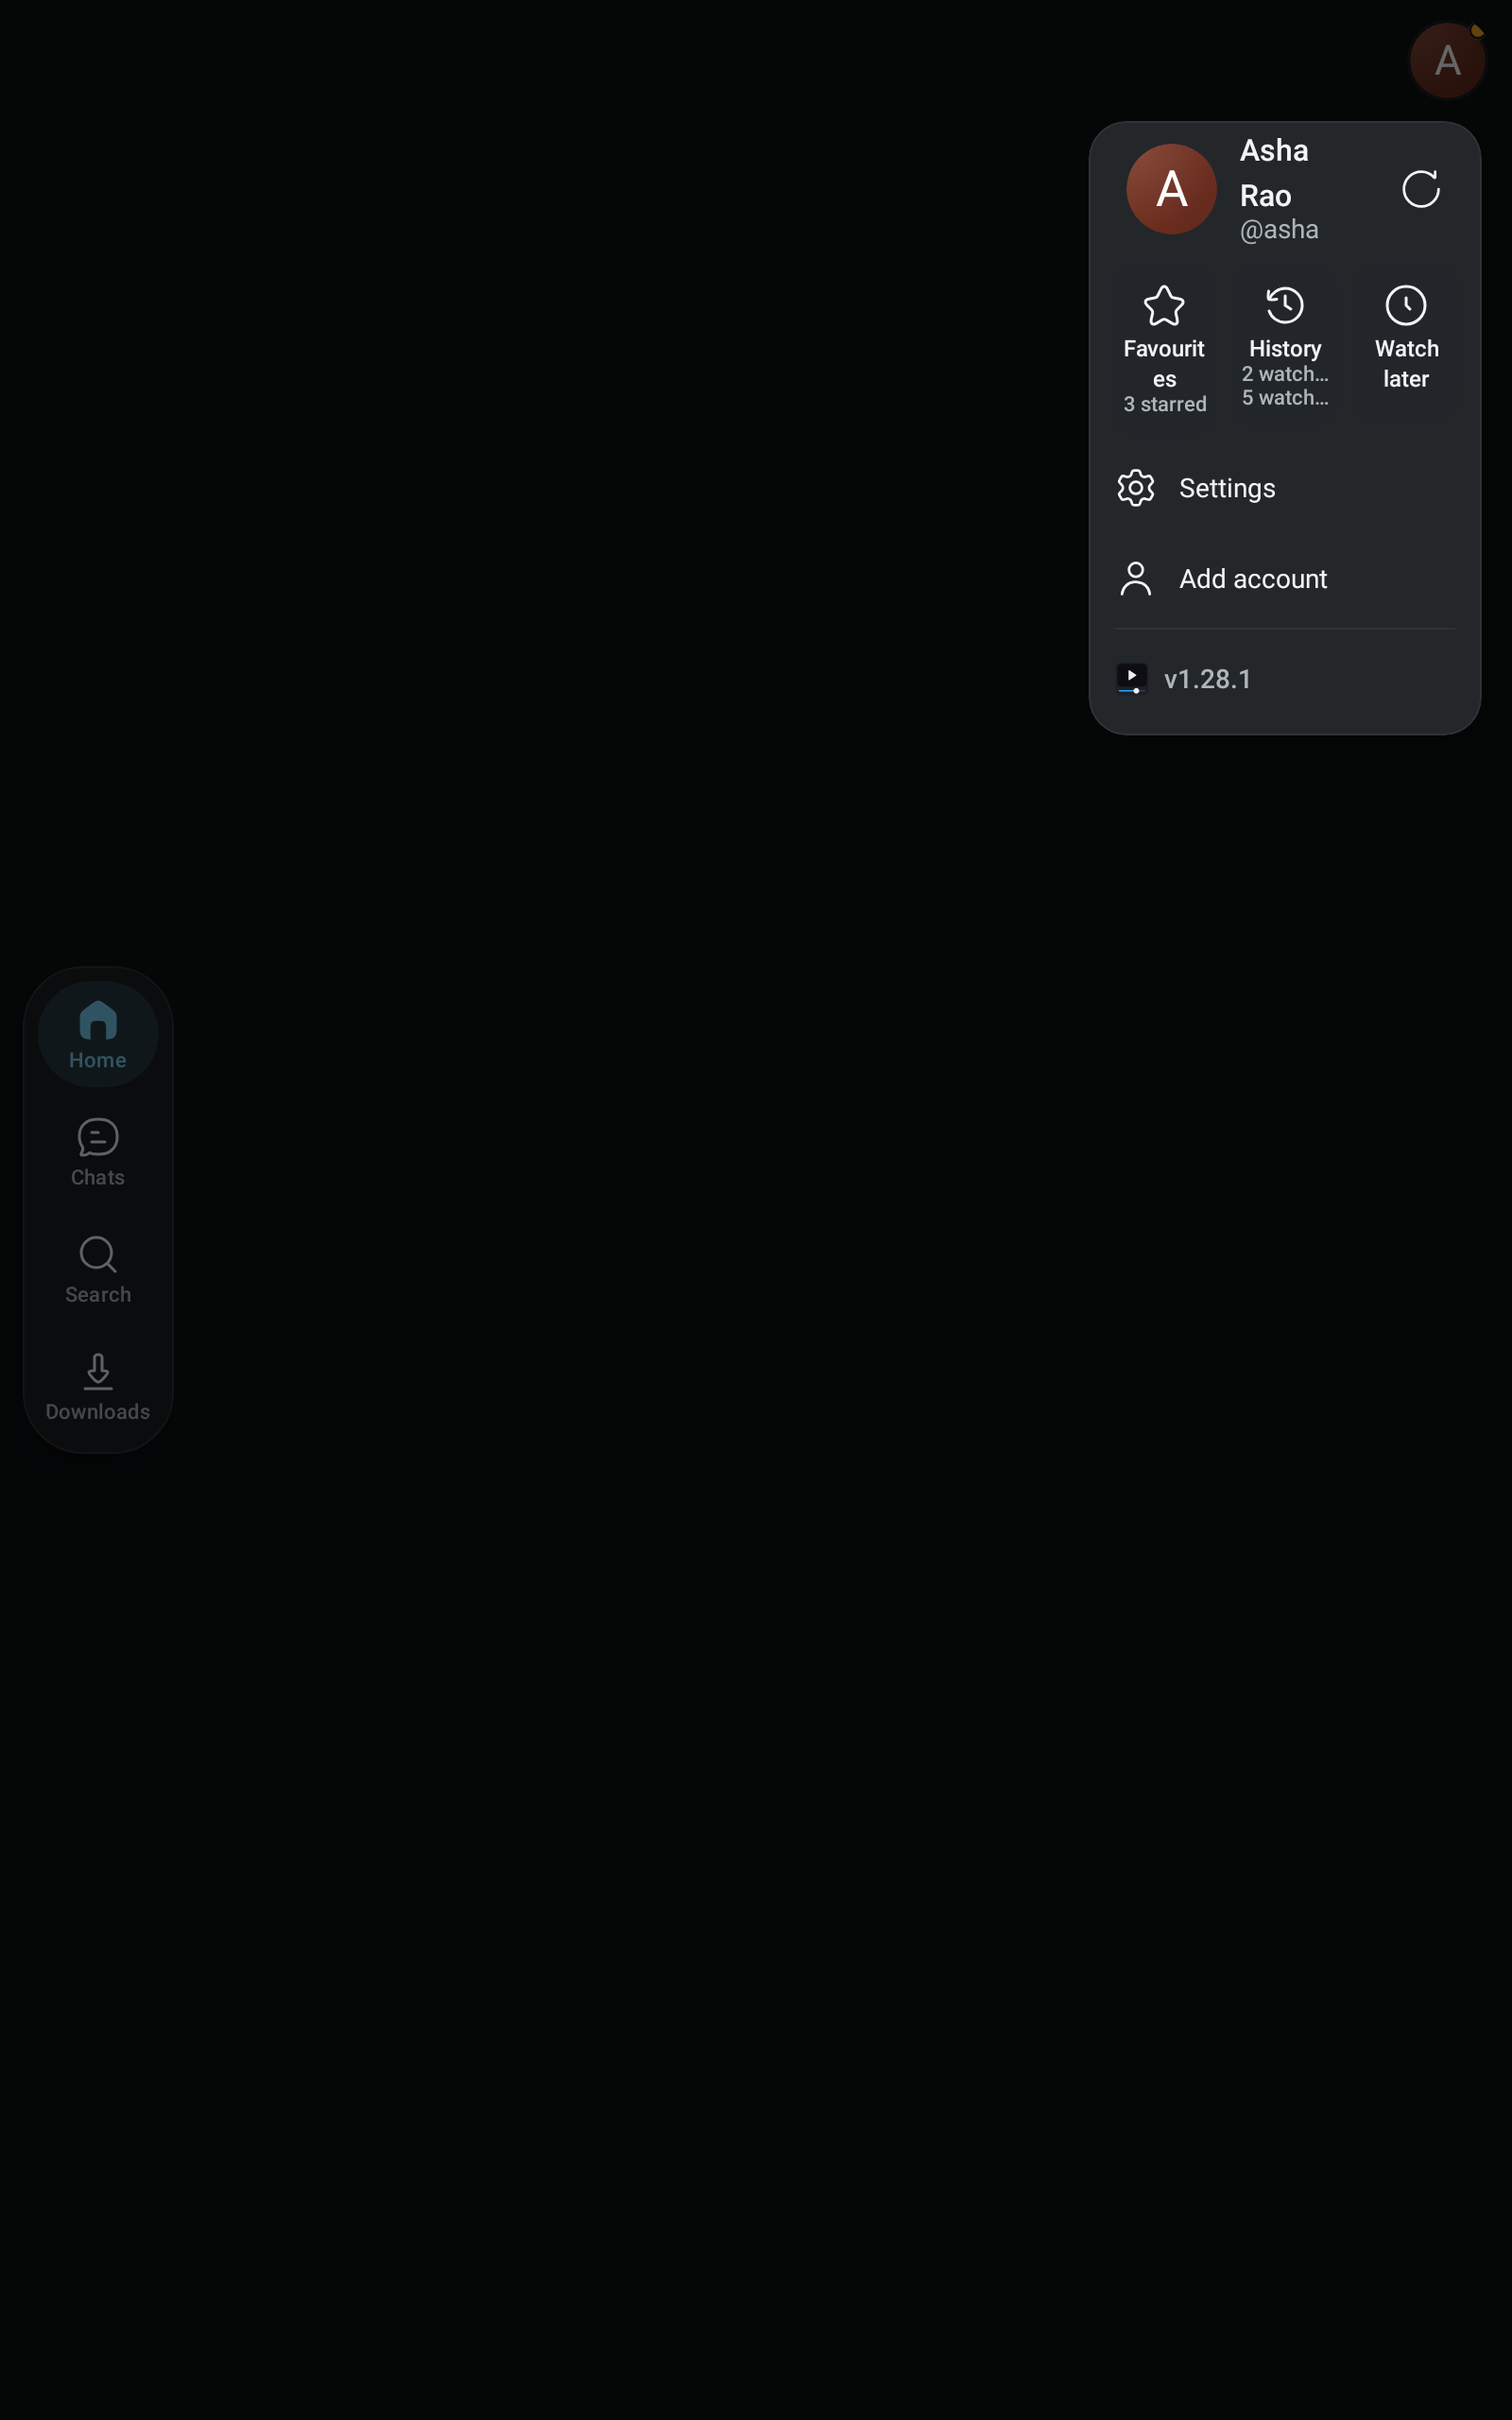 A
A
Asha
Rao
@asha
Favourit
es
3 starred
History
2 watch...
5 watch...
Watch
later
Settings
Add account
v1.28.1
Home
Chats
Search
Downloads